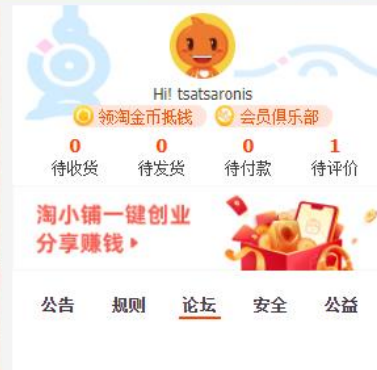 Hi! tsatsaronis
领淘金币抵钱 会员俱乐部
0 0 0 1
待收货 待发货 待付款 待评价
淘小铺一键创业
分享赚钱
公告 规则 论坛 安全 公益